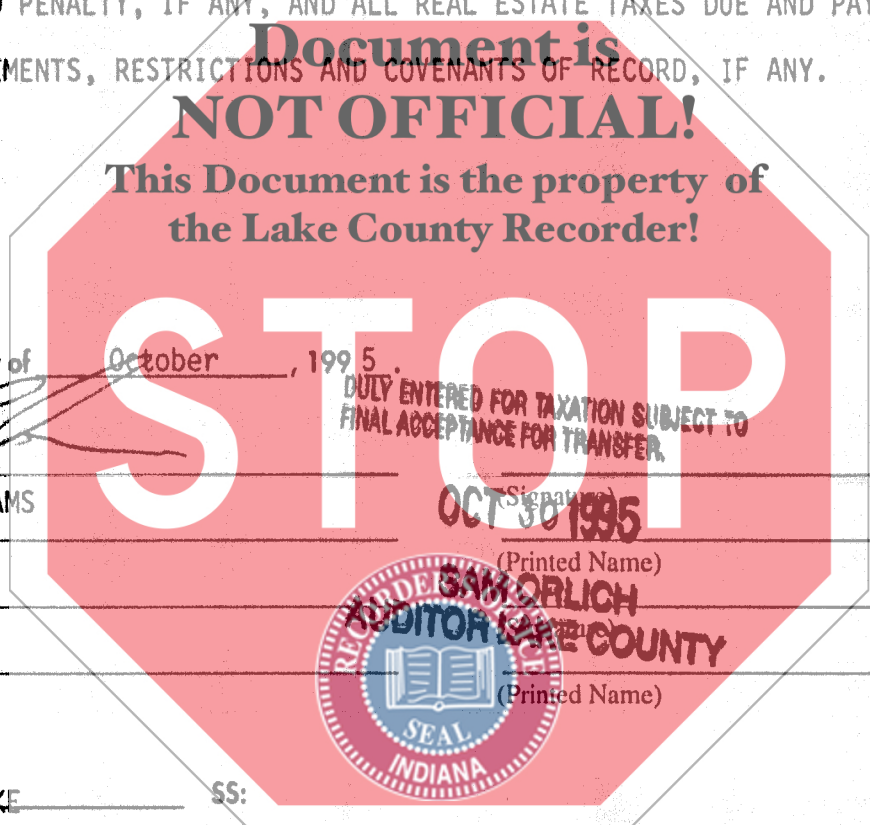 PENALTY, IF ANY, AND ALL REAL ESTATE TAXES DUE AND PAY
Document is
MENTS, RESTRICTIONS AND COVENANTS OF RECORD, IF ANY.
NOT OFFICIAL!
This Document is the property of
the Lake County Recorder!
STOP
of October, 1995.
DULY ENTERED FOR TAXATION SUBJECT TO
FINAL ACCEPTANCE FOR TRANSFER.
AMS
(Signature)
OCT 30 1995
(Printed Name)
SAM ORLICH
AUDITOR LAKE COUNTY
(Printed Name)
RECORDER'S OFFICE
SEAL
INDIANA
SS: